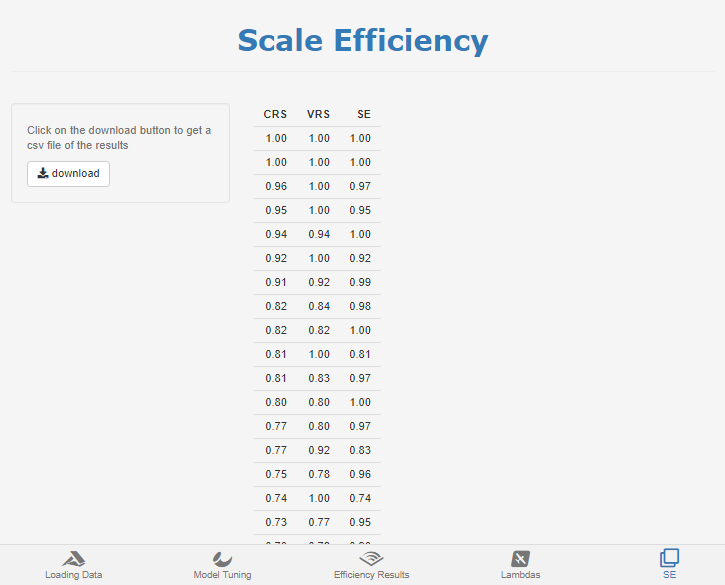 Scale Efficiency
Click on the download button to get a
csv file of the results
download
CRS VRS SE
1.00 1.00 1.00
1.00 1.00 1.00
0.96 1.00 0.97
0.95 1.00 0.95
0.94 0.94 1.00
0.92 1.00 0.92
0.91 0.92 0.99
0.82 0.84 0.98
0.82 0.82 1.00
0.81 1.00 0.81
0.81 0.83 0.97
0.80 0.80 1.00
0.77 0.80 0.97
0.77 0.92 0.83
0.75 0.78 0.96
0.74 1.00 0.74
0.73 0.77 0.95
Loading Data Model Tuning Efficiency Results Lambdas SE